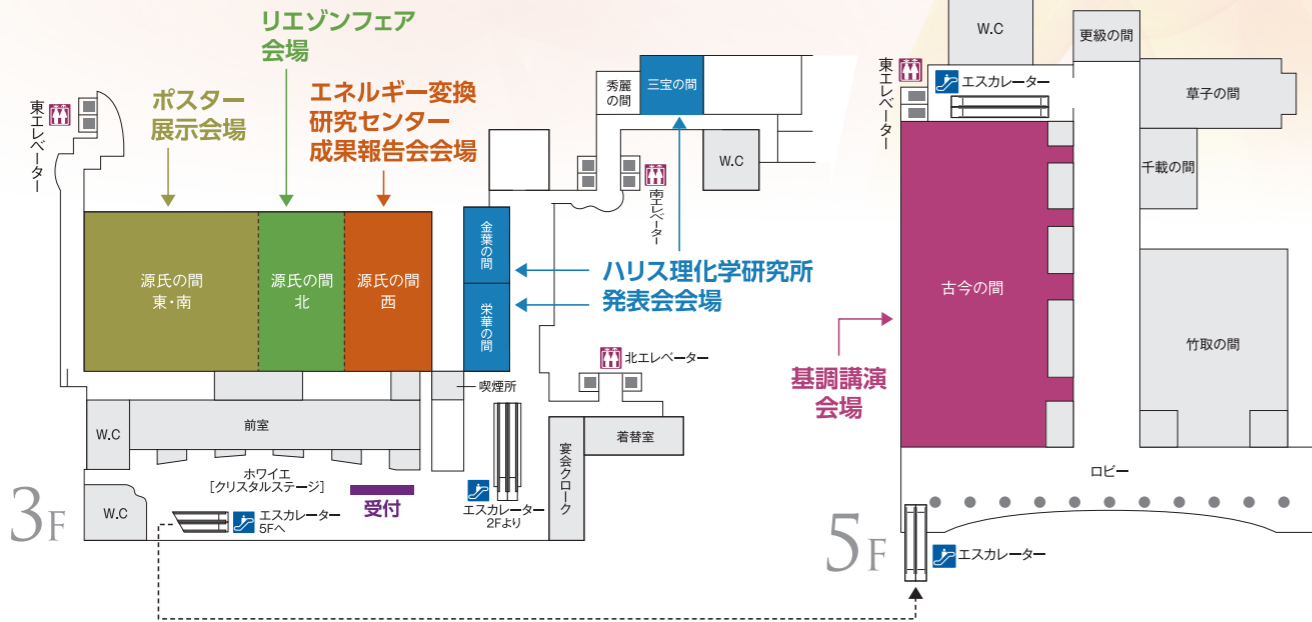 リエゾンフェア
会場
ポスター
展示会場
エネルギー変換
研究センター
成果報告会会場
東エレベーター
秀麗
の間
三宝の間
W.C
南エレベーター
源氏の間
東・南
源氏の間
北
源氏の間
西
金葉の間
栄華の間
ハリス理化学研究所
発表会会場
北エレベーター
喫煙所
前室
W.C
着替室
宴会クローク
ホワイエ
[クリスタルステージ]
受付
W.C
エスカレーター
5Fへ
エスカレーター
2Fより
3F
W.C
更級の間
東エレベーター
エスカレーター
草子の間
千載の間
古今の間
竹取の間
基調講演
会場
ロビー
エスカレーター
5F